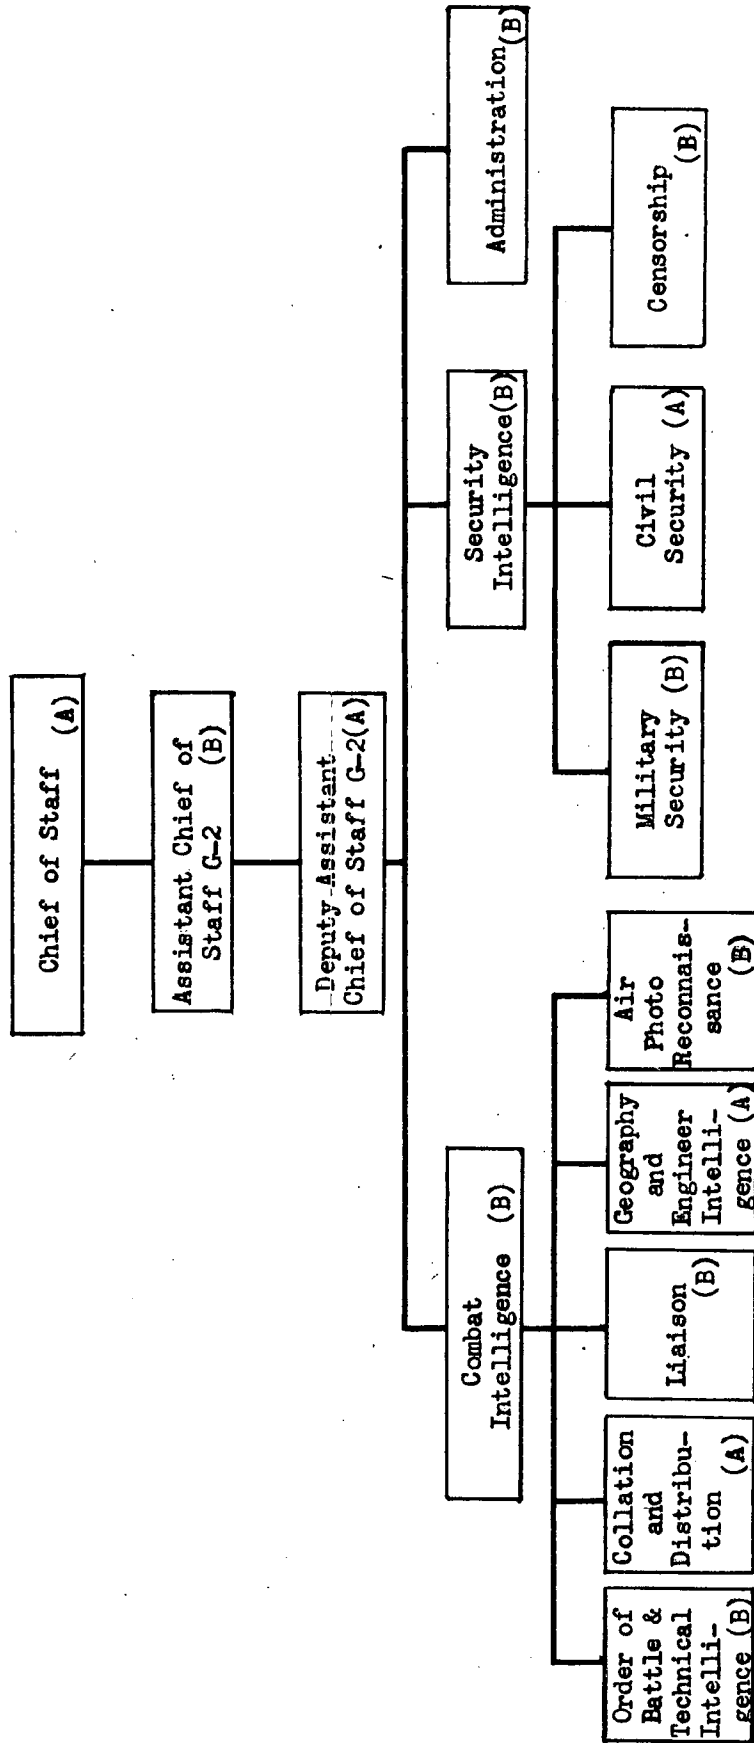 Chief of Staff (A)
Assistant Chief of
Staff G-2 (B)
Deputy Assistant
Chief of Staff G-2(A)
Combat
Intelligence (B)
Security
Intelligence(B)
Administration(B)
Order of
Battle &
Technical
Intelli-
gence (B)
Collation
and
Distribu-
tion (A)
Liaison
(B)
Geography
and
Engineer
Intelli-
gence (A)
Air
Photo
Reconnais-
sance
(B)
Military
Security (B)
Civil
Security (A)
Censorship
(B)